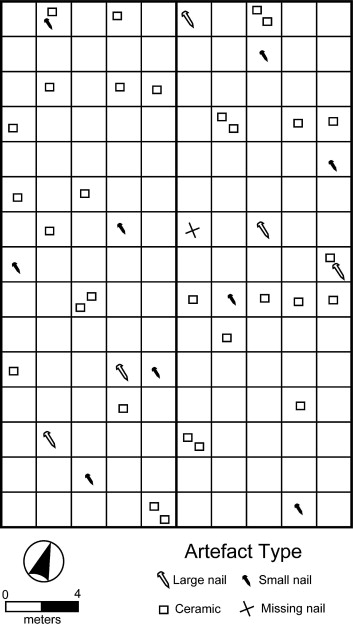 Artefact Type
Large nail Small nail
Ceramic Missing nail
0 4
meters